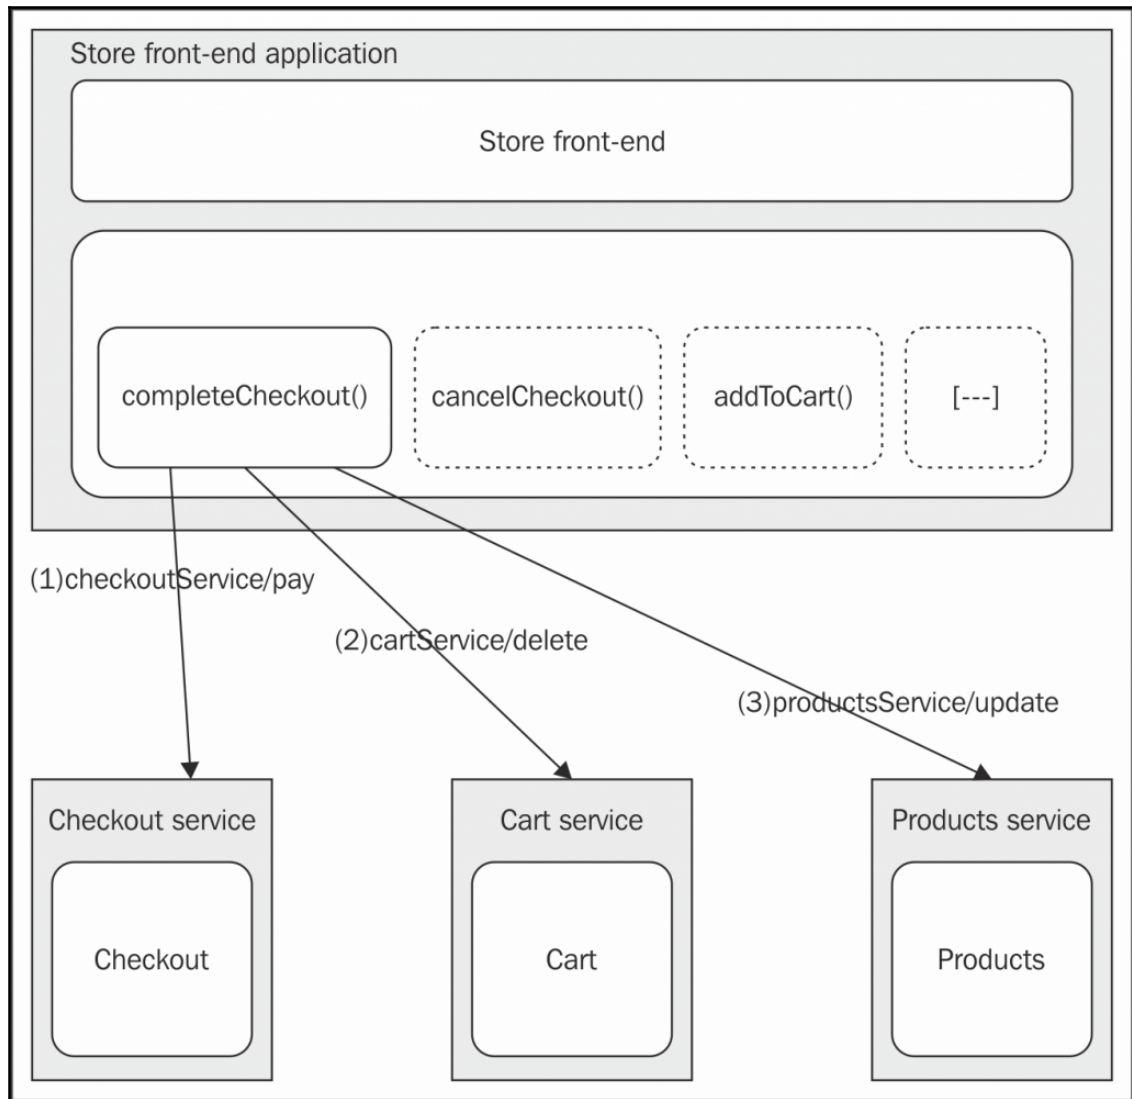 Store front-end application
Store front-end
completeCheckout()
cancelCheckout()
addToCart()
[---]
(1)checkoutService/pay
(2)cartService/delete
(3)productsService/update
Checkout service
Cart service
Products service
Checkout
Cart
Products